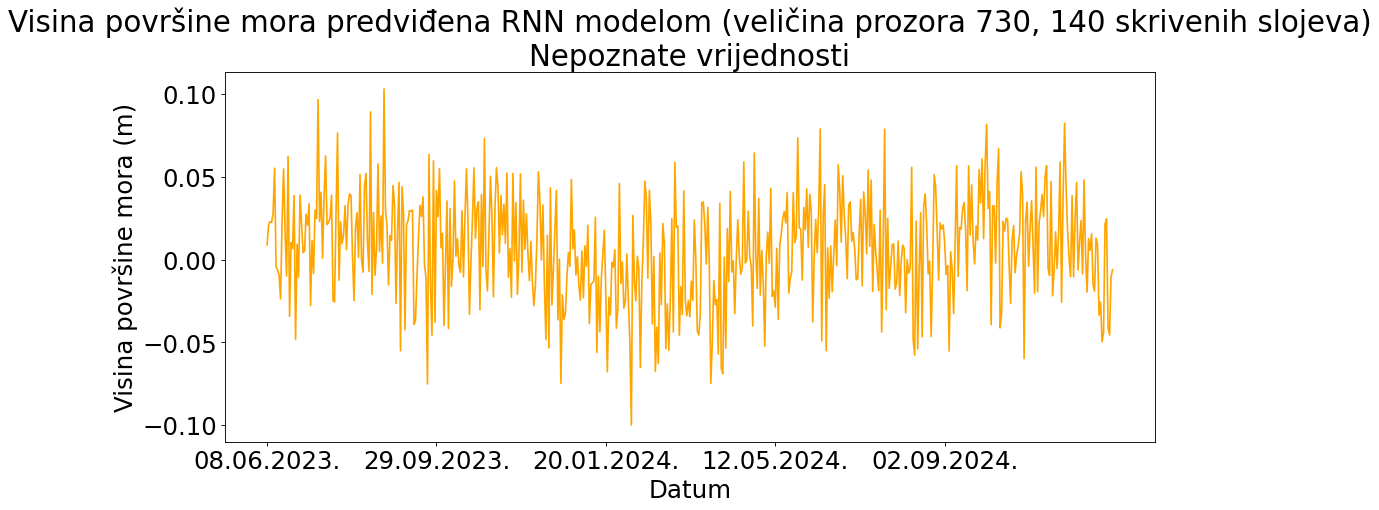 Visina površine mora predviđena RNN modelom (veličina prozora 730, 140 skrivenih slojeva)
Nepoznate vrijednosti
Visina površine mora (m)
0.10
0.05
0.00
−0.05
−0.10
08.06.2023. 29.09.2023. 20.01.2024. 12.05.2024. 02.09.2024.
Datum